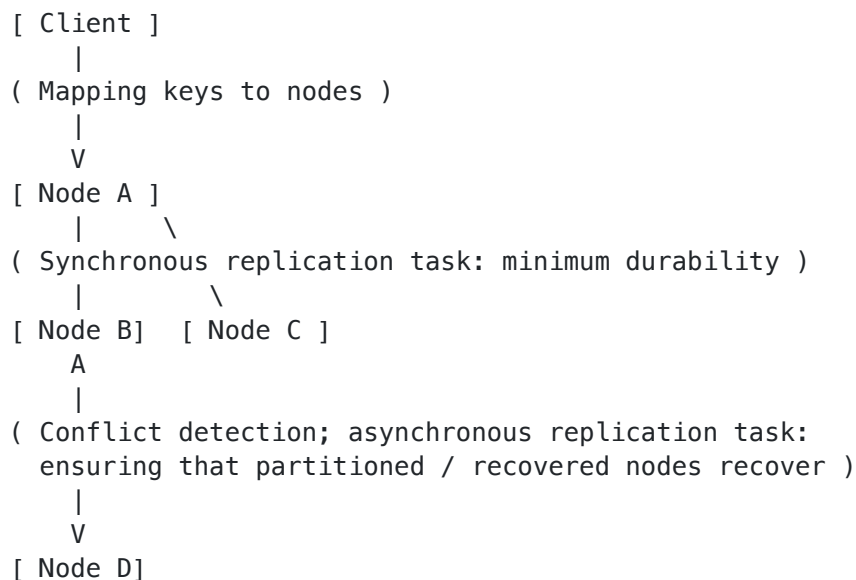 [ Client ]
|
( Mapping keys to nodes )
|
V
[ Node A ]
| \
( Synchronous replication task: minimum durability )
| \
[ Node B] [ Node C ]
A
|
( Conflict detection; asynchronous replication task:
ensuring that partitioned / recovered nodes recover )
|
V
[ Node D]